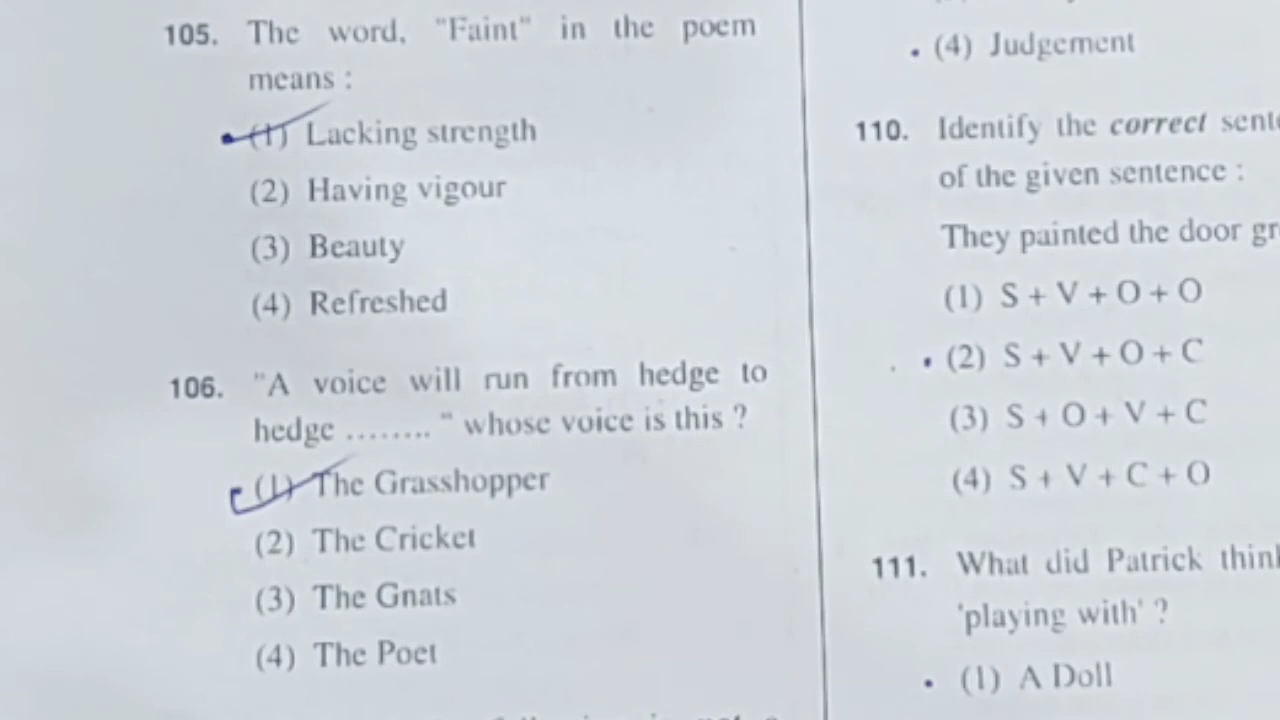 105. The word, "Faint" in the poem
means :
(1) Lacking strength
(2) Having vigour
(3) Beauty
(4) Refreshed
106. "A voice will run from hedge to
hedge ........ " whose voice is this ?
(1) The Grasshopper
(2) The Cricket
(3) The Gnats
(4) The Poet
(4) Judgement
110. Identify the correct
of the given sentence :
They painted the door
(1) S + V + O + O
(2) S + V + O + C
(3) S + O + V + C
(4) S + V + C + O
111. What did Patrick
'playing with' ?
(1) A Doll